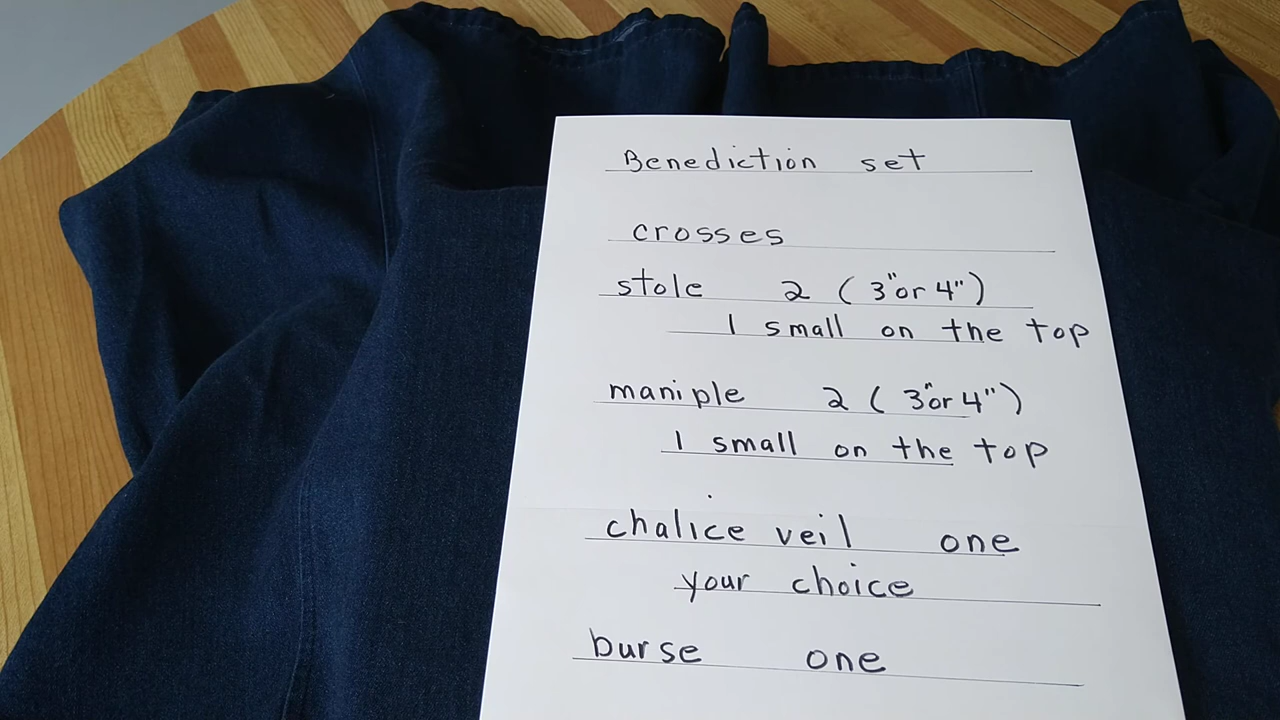 Benediction set
crosses
stole 2 (3" or 4")
1 small on the top
maniple 2 (3" or 4")
1 small on the top
chalice veil one
your choice
burse one